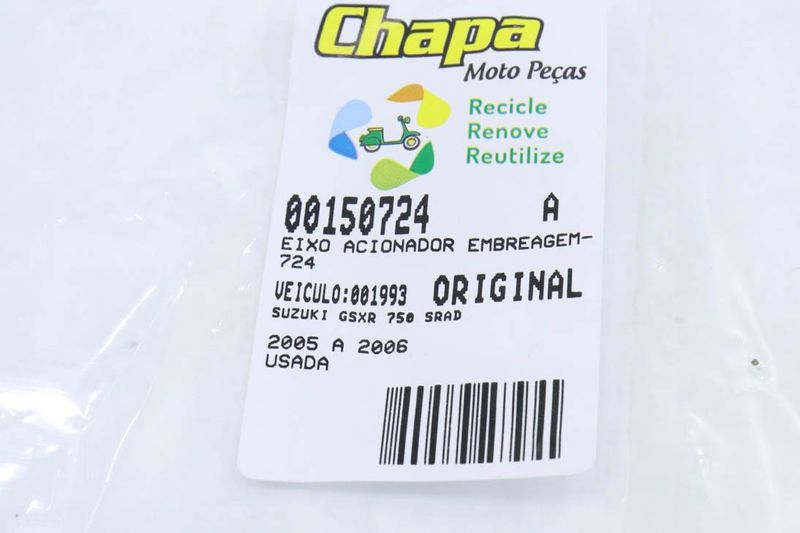 Chapa
Moto Peças
Recicle
Renove
Reutilize
00150724 A
EIXO ACIONADOR EMBREAGEM-
724
VEICULO:001993 ORIGINAL
SUZUKI GSXR 750 SRAD
2005 A 2006
USADA